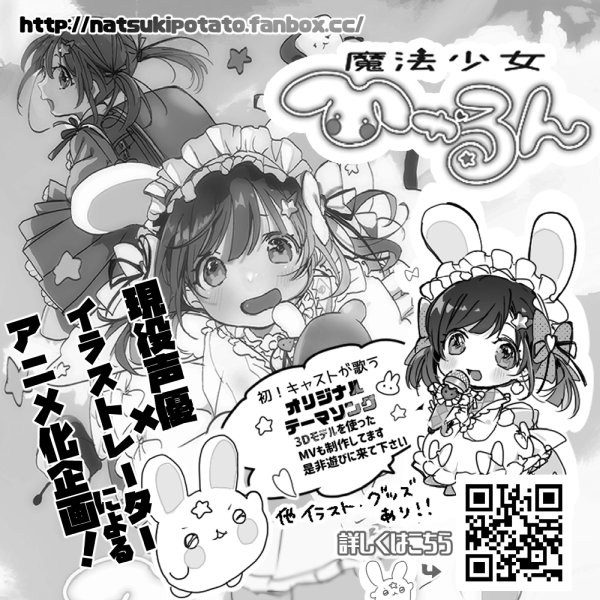 http://natsukipotato.fanbox.cc/
魔法少女
みゃるん
現役声優
×
イラストレーター
による
アニメ化企画!
初!キャストが歌う
オリジナル
テーマソング
3Dモデルを使った
MVも制作してます
是非遊びに来て下さい
他イラスト・グッズ
あり!!
詳しくはこちら